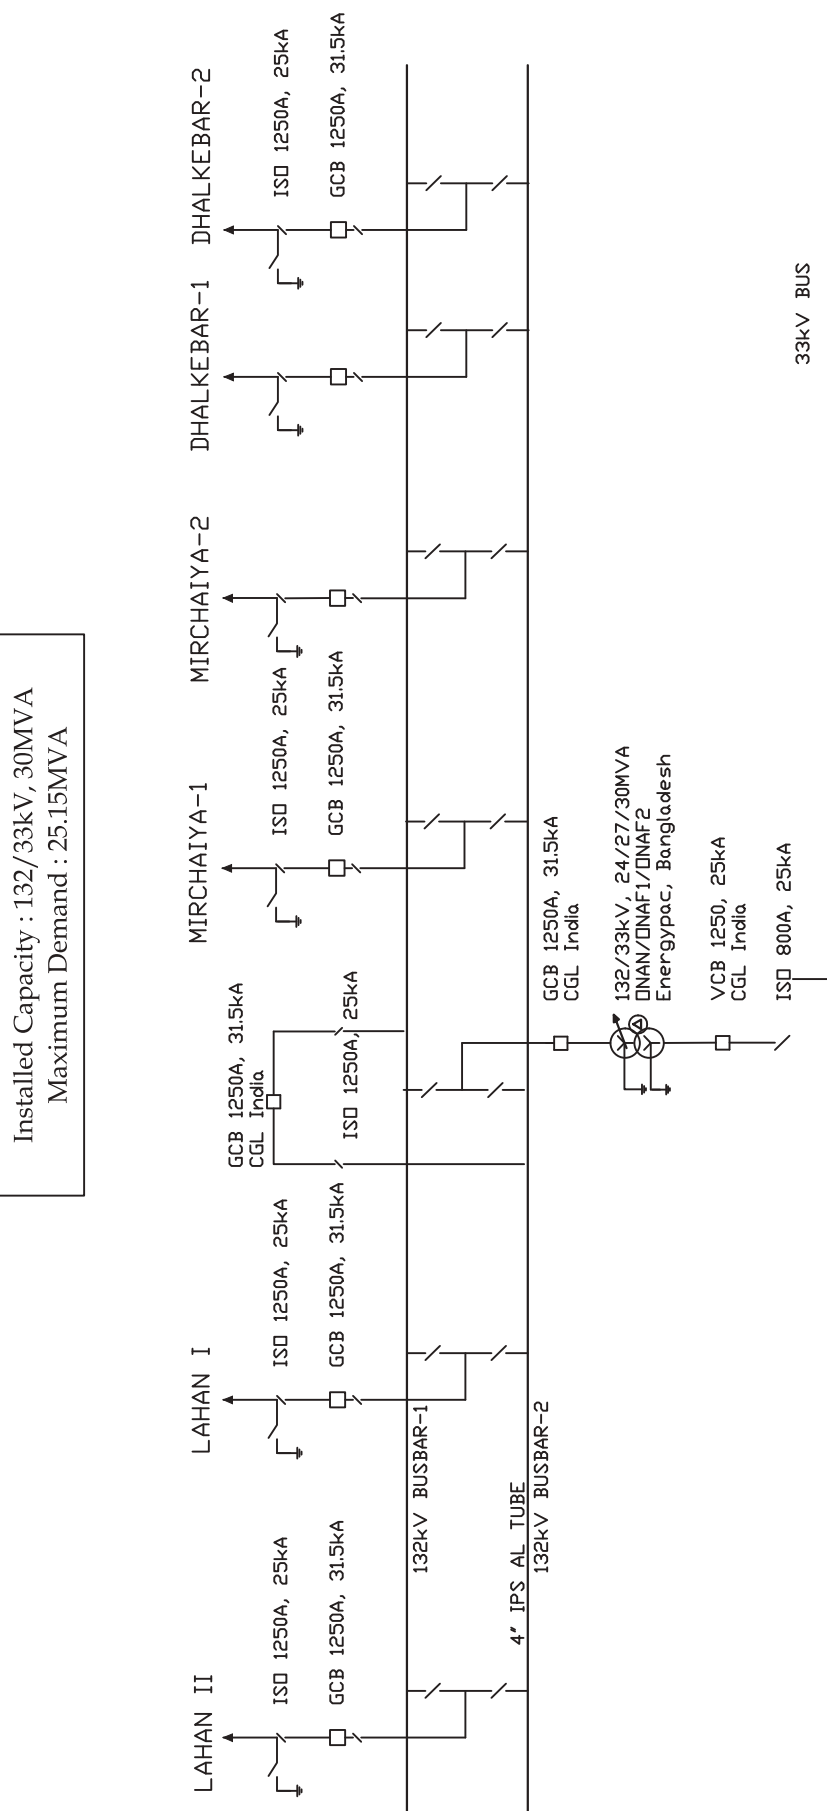 Installed Capacity : 132/33kV, 30MVA
Maximum Demand : 25.15MVA
LAHAN II
ISO 1250A, 25kA
GCB 1250A, 31.5kA
LAHAN I
ISO 1250A, 25kA
GCB 1250A, 31.5kA
GCB 1250A, 31.5kA
CGL India
ISO 1250A, 25kA
MIRCHAIYA-1
ISO 1250A, 25kA
GCB 1250A, 31.5kA
MIRCHAIYA-2
DHALKEBAR-1
DHALKEBAR-2
ISO 1250A, 25kA
GCB 1250A, 31.5kA
132kV BUSBAR-1
4" IPS AL TUBE
132kV BUSBAR-2
GCB 1250A, 31.5kA
CGL India
132/33kV, 24/27/30MVA
ONAN/ONAF1/ONAF2
Energypac, Bangladesh
VCB 1250, 25kA
CGL India
ISO 800A, 25kA
33kV BUS